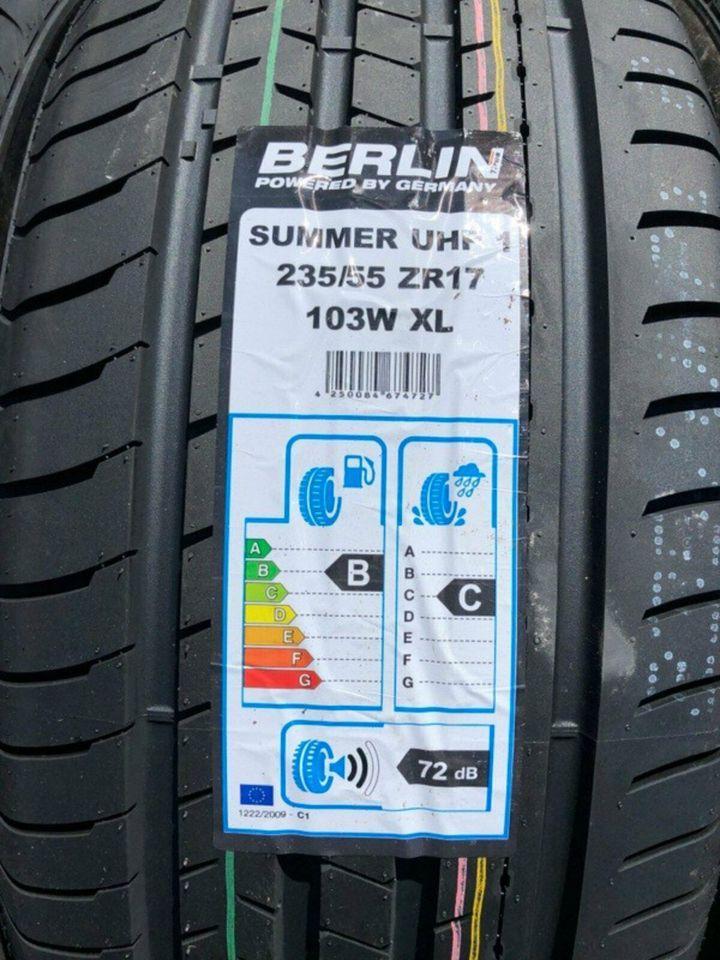 BERLIN
POWERED BY GERMANY
SUMMER UHP 1
235/55 ZR17
103W XL
4 250084 674727
A
B
C
D
E
F
G
B
A
B
C
D
E
F
G
C
72 dB
1222/2009 - C1